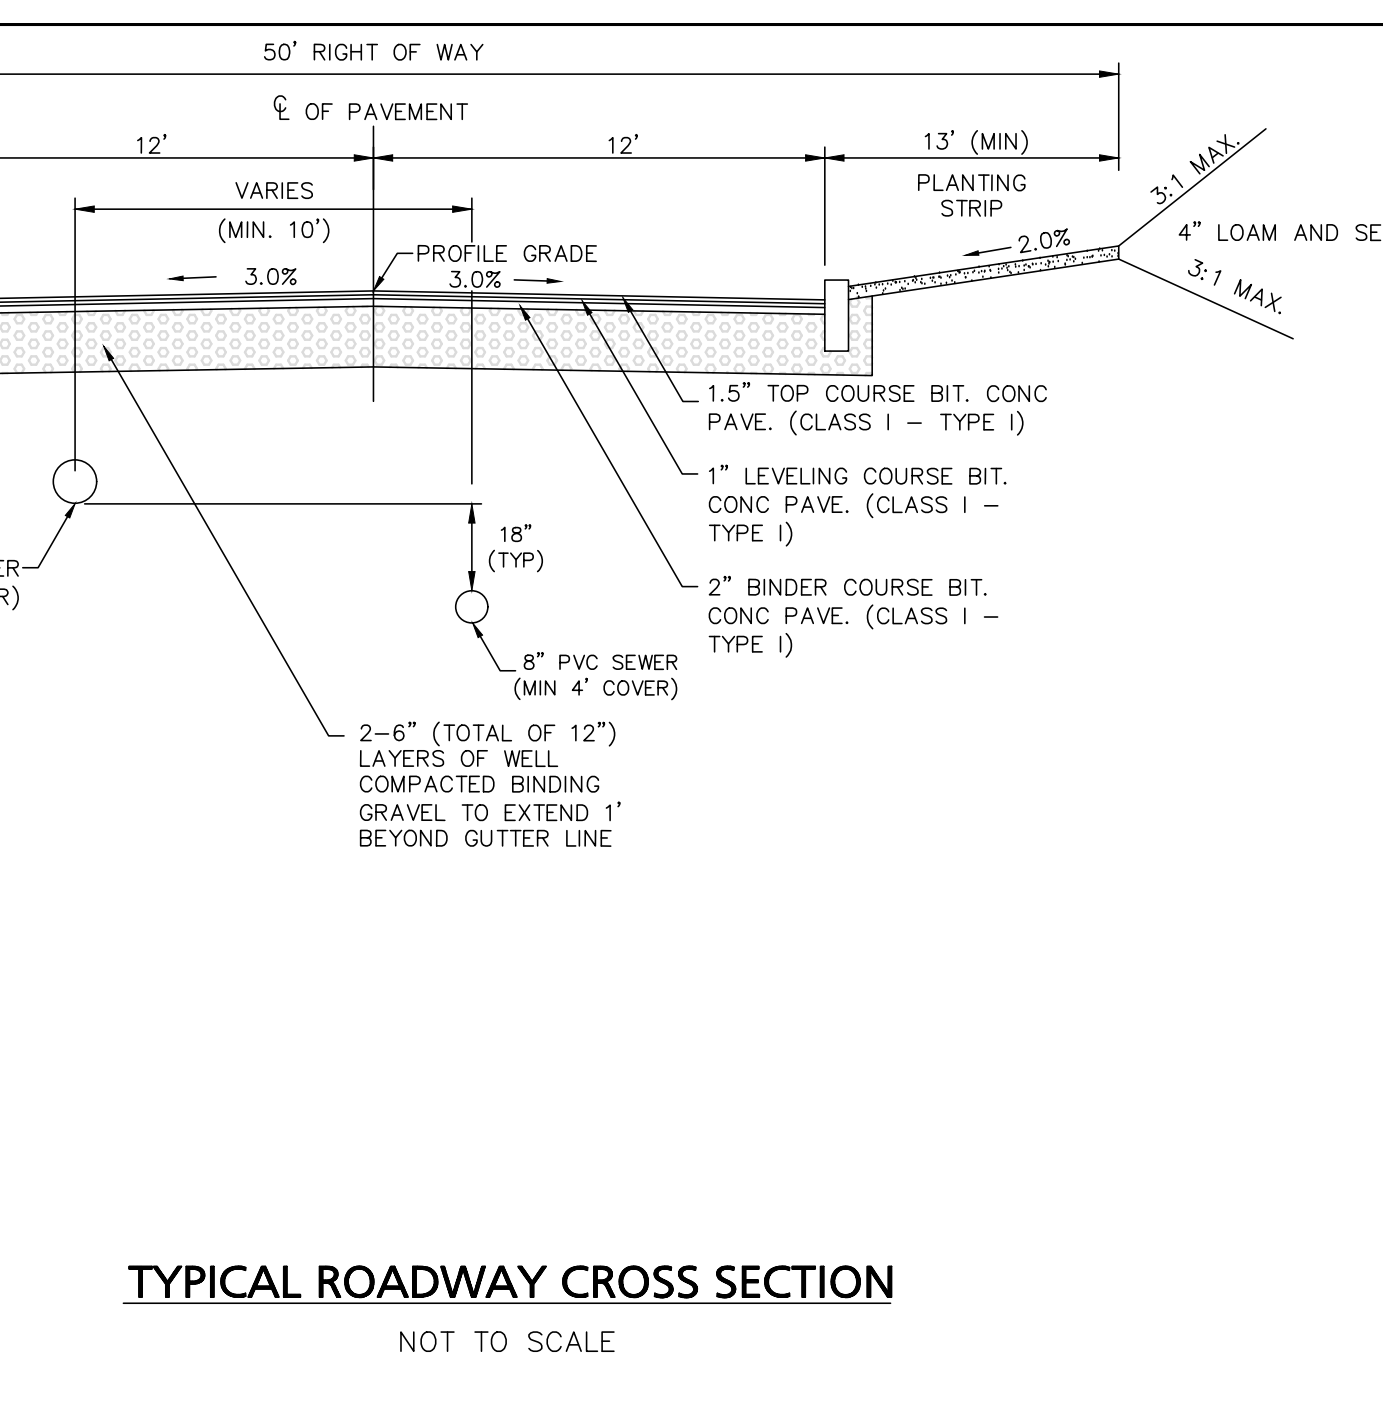 50' RIGHT OF WAY
℄ OF PAVEMENT
12'
12'
13' (MIN)
PLANTING
STRIP
VARIES
(MIN. 10')
PROFILE GRADE
3.0%
3.0%
2.0%
3:1 MAX.
4" LOAM AND SE
3:1 MAX.
1.5" TOP COURSE BIT. CONC
PAVE. (CLASS I – TYPE I)
1" LEVELING COURSE BIT.
CONC PAVE. (CLASS I –
TYPE I)
18"
(TYP)
ER
R)
2" BINDER COURSE BIT.
CONC PAVE. (CLASS I –
TYPE I)
8" PVC SEWER
(MIN 4' COVER)
2–6" (TOTAL OF 12")
LAYERS OF WELL
COMPACTED BINDING
GRAVEL TO EXTEND 1'
BEYOND GUTTER LINE
TYPICAL ROADWAY CROSS SECTION
NOT TO SCALE